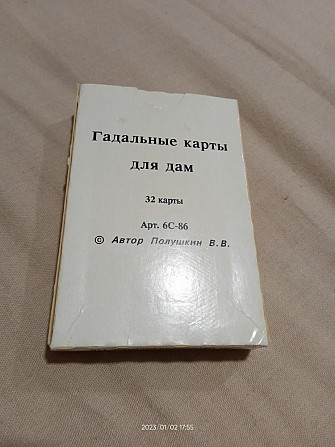 Гадальные карты
для дам
32 карты
Арт. 6С-86
© Автор Полушкин В.В.
2023/01/02 17:55